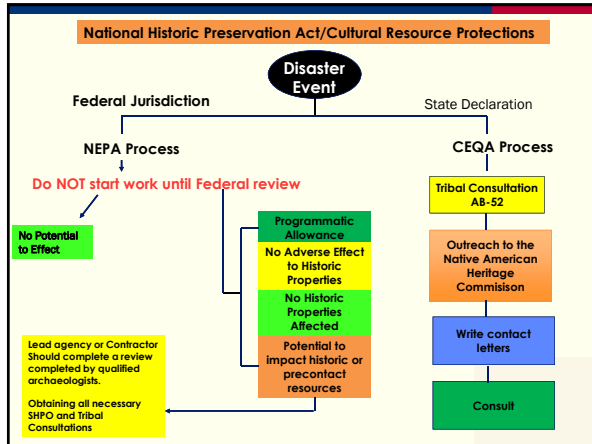 National Historic Preservation Act/Cultural Resource Protections
Disaster
Event
Federal Jurisdiction
State Declaration
NEPA Process
CEQA Process
Do NOT start work until Federal review
No Potential
to Effect
Programmatic
Allowance
No Adverse Effect
to Historic
Properties
No Historic
Properties
Affected
Potential to
impact historic or
precontact
resources
Lead agency or Contractor
Should complete a review
completed by qualified
archaeologists.
Obtaining all necessary
SHPO and Tribal
Consultations
Tribal Consultation
AB-52
Outreach to the
Native American
Heritage
Commisison
Write contact
letters
Consult